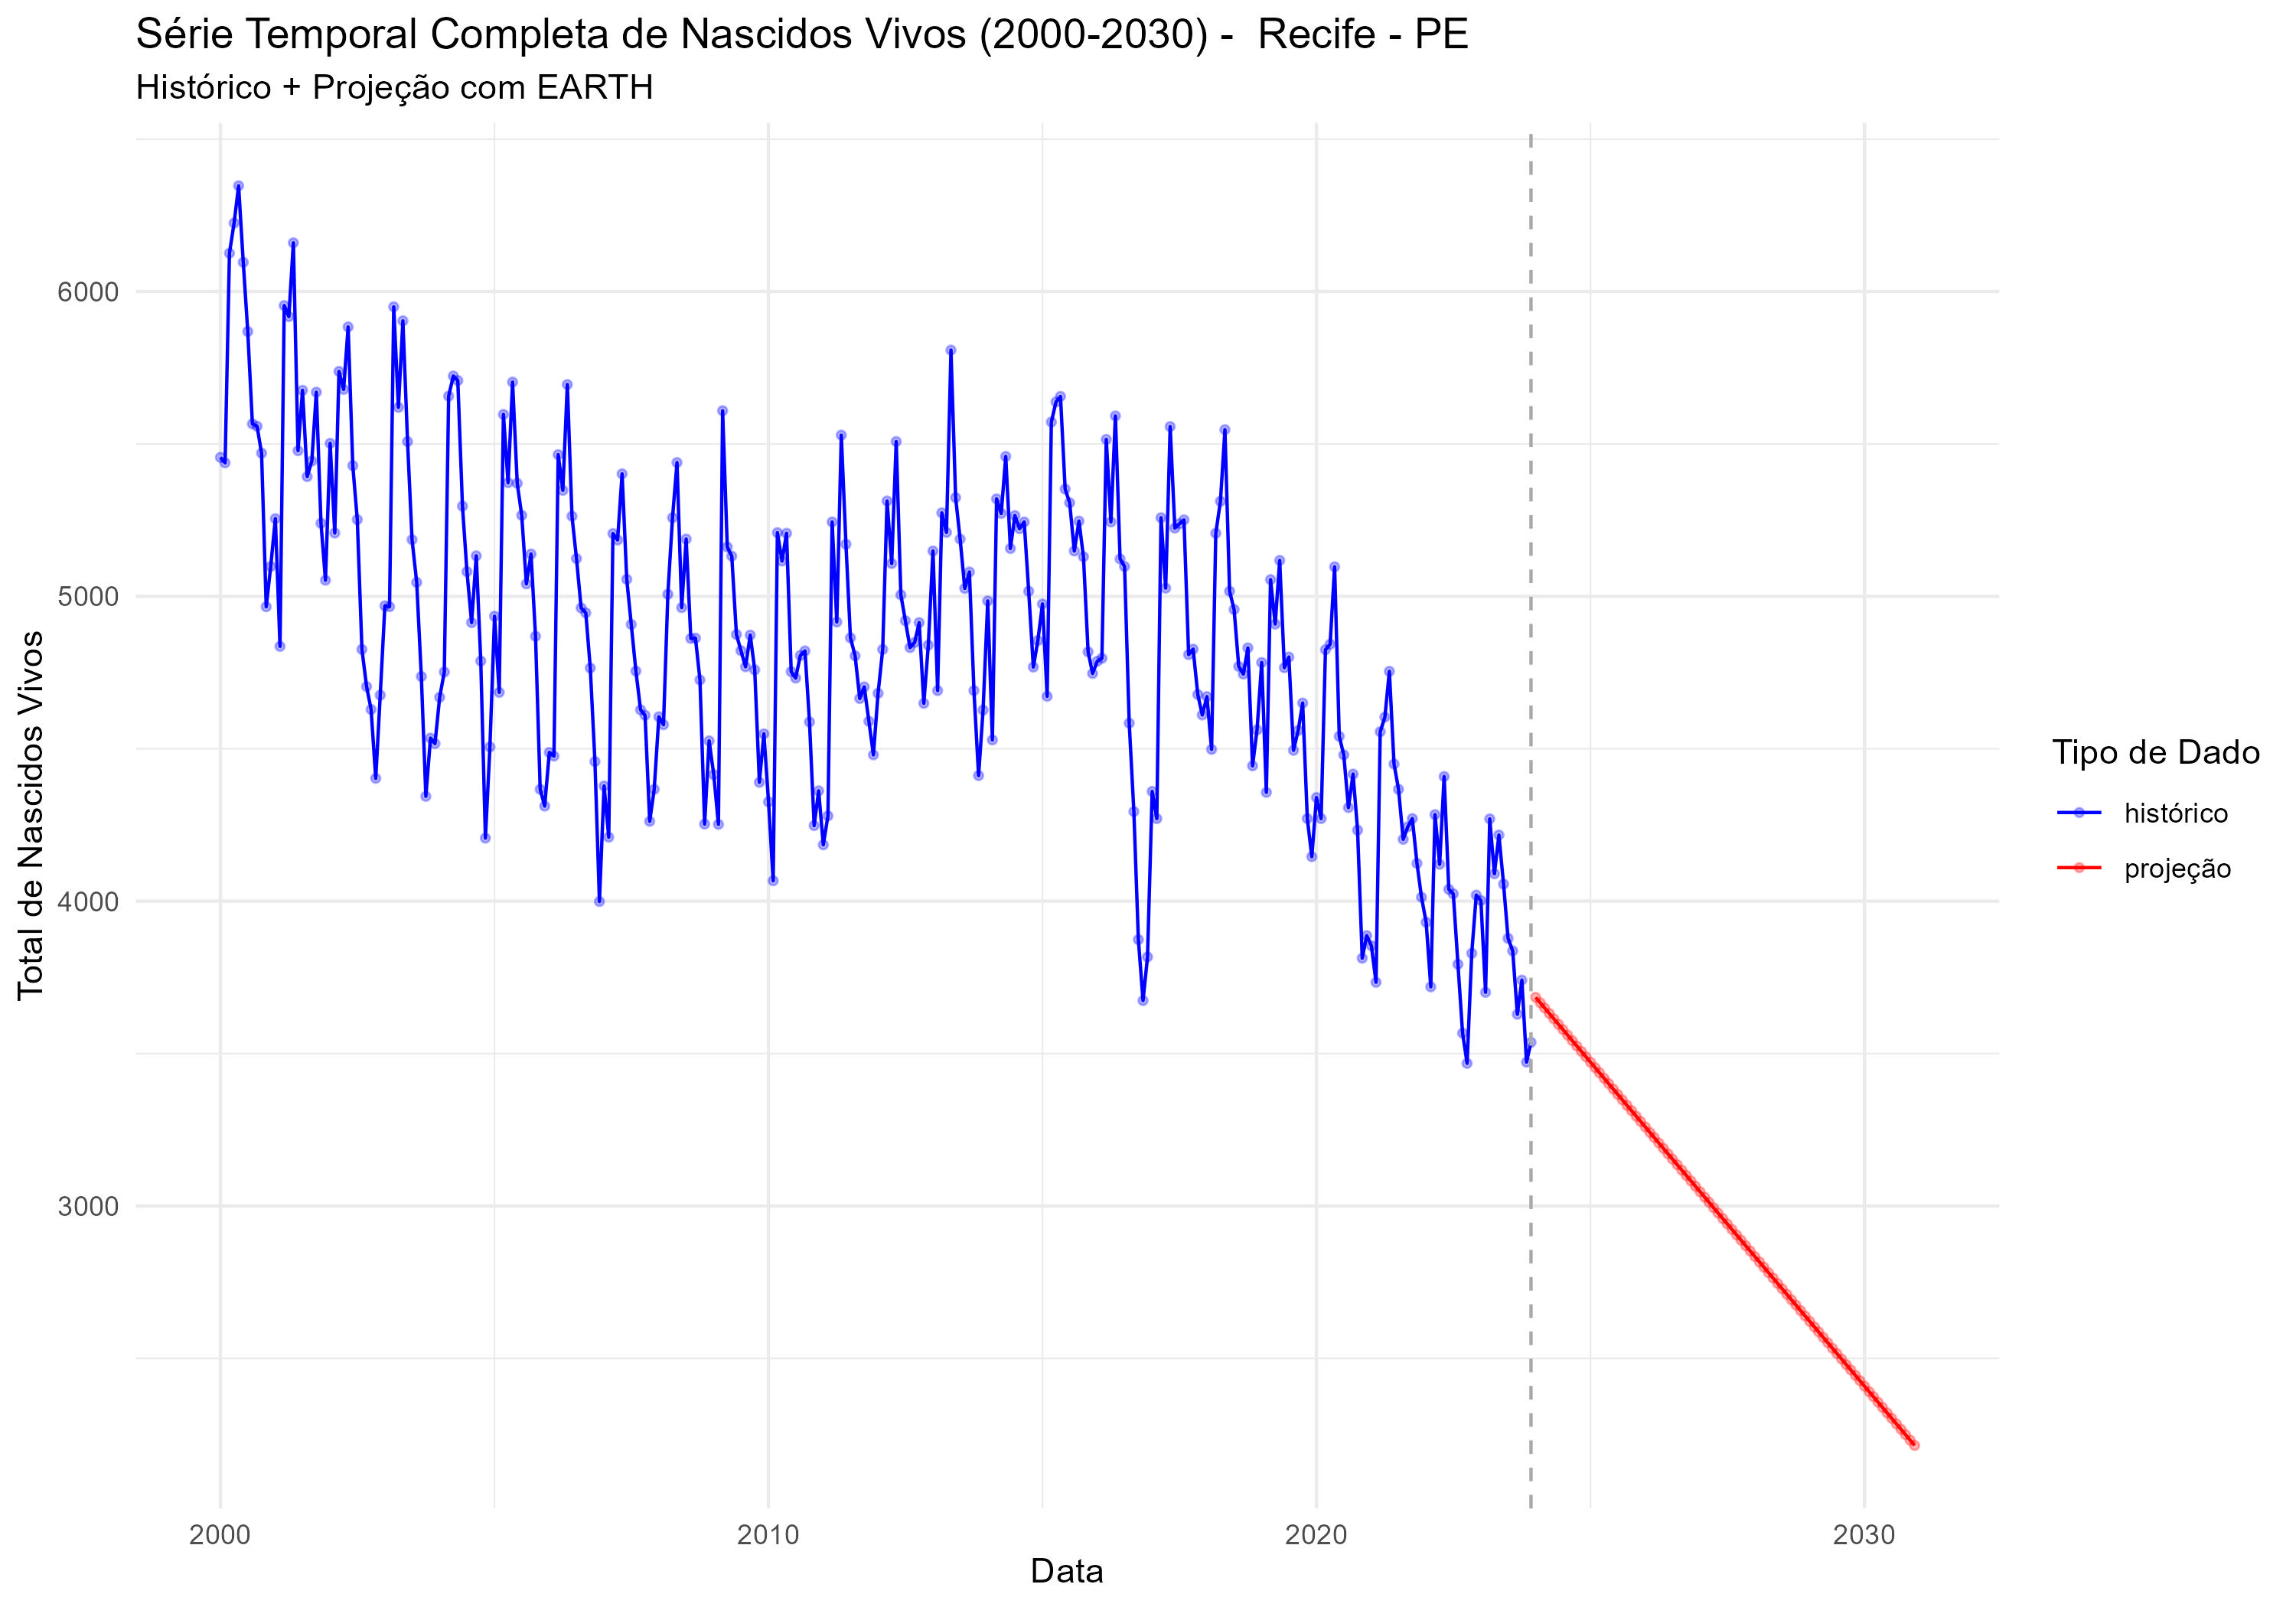 Série Temporal Completa de Nascidos Vivos (2000-2030) -  Recife - PE
Histórico + Projeção com EARTH
Total de Nascidos Vivos
6000
5000
4000
3000
2000
2010
2020
2030
Data
Tipo de Dado
histórico
projeção